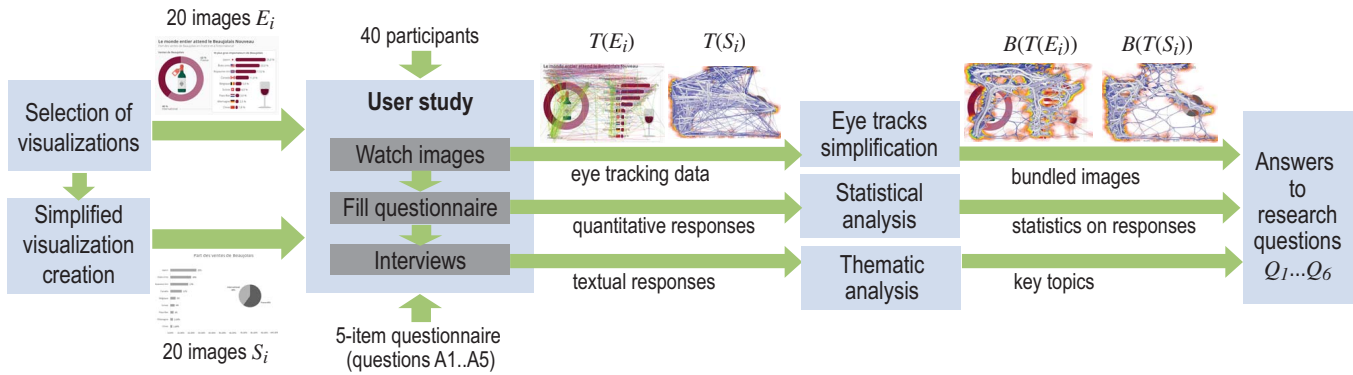 20 images Ei
Le monde entier attend le Beaujolais Nouveau
Selection of
visualizations
Simplified
visualization
creation
Part des ventes de Beaujolais
20 images Si
40 participants
User study
Watch images
Fill questionnaire
Interviews
5-item questionnaire
(questions A1..A5)
T(Ei)
T(Si)
eye tracking data
quantitative responses
textual responses
Eye tracks
simplification
Statistical
analysis
Thematic
analysis
B(T(Ei))
B(T(Si))
bundled images
statistics on responses
key topics
Answers
to
research
questions
Q1...Q6